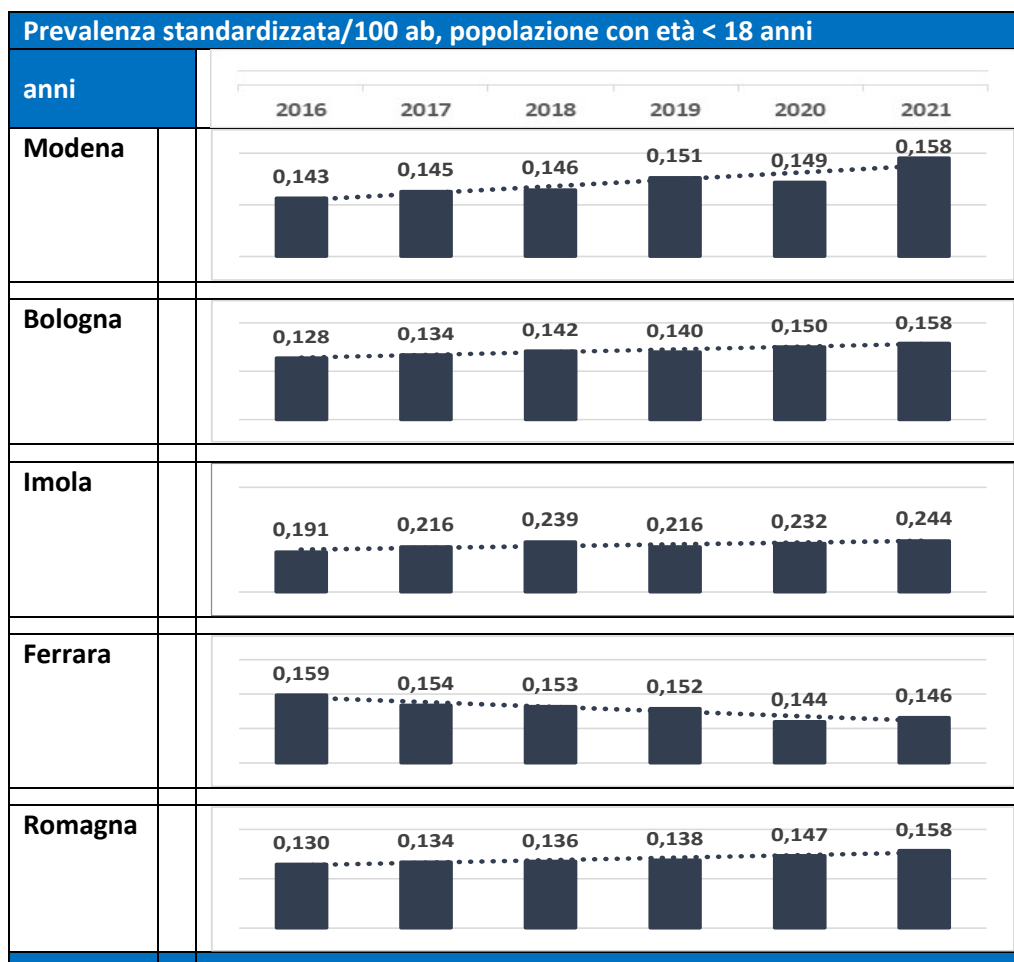 Prevalenza standardizzata/100 ab, popolazione con età < 18 anni
anni
2016 2017 2018 2019 2020 2021
Modena
0,143 0,145 0,146 0,151 0,149 0,158
Bologna
0,128 0,134 0,142 0,140 0,150 0,158
Imola
0,191 0,216 0,239 0,216 0,232 0,244
Ferrara
0,159 0,154 0,153 0,152 0,144 0,146
Romagna
0,130 0,134 0,136 0,138 0,147 0,158